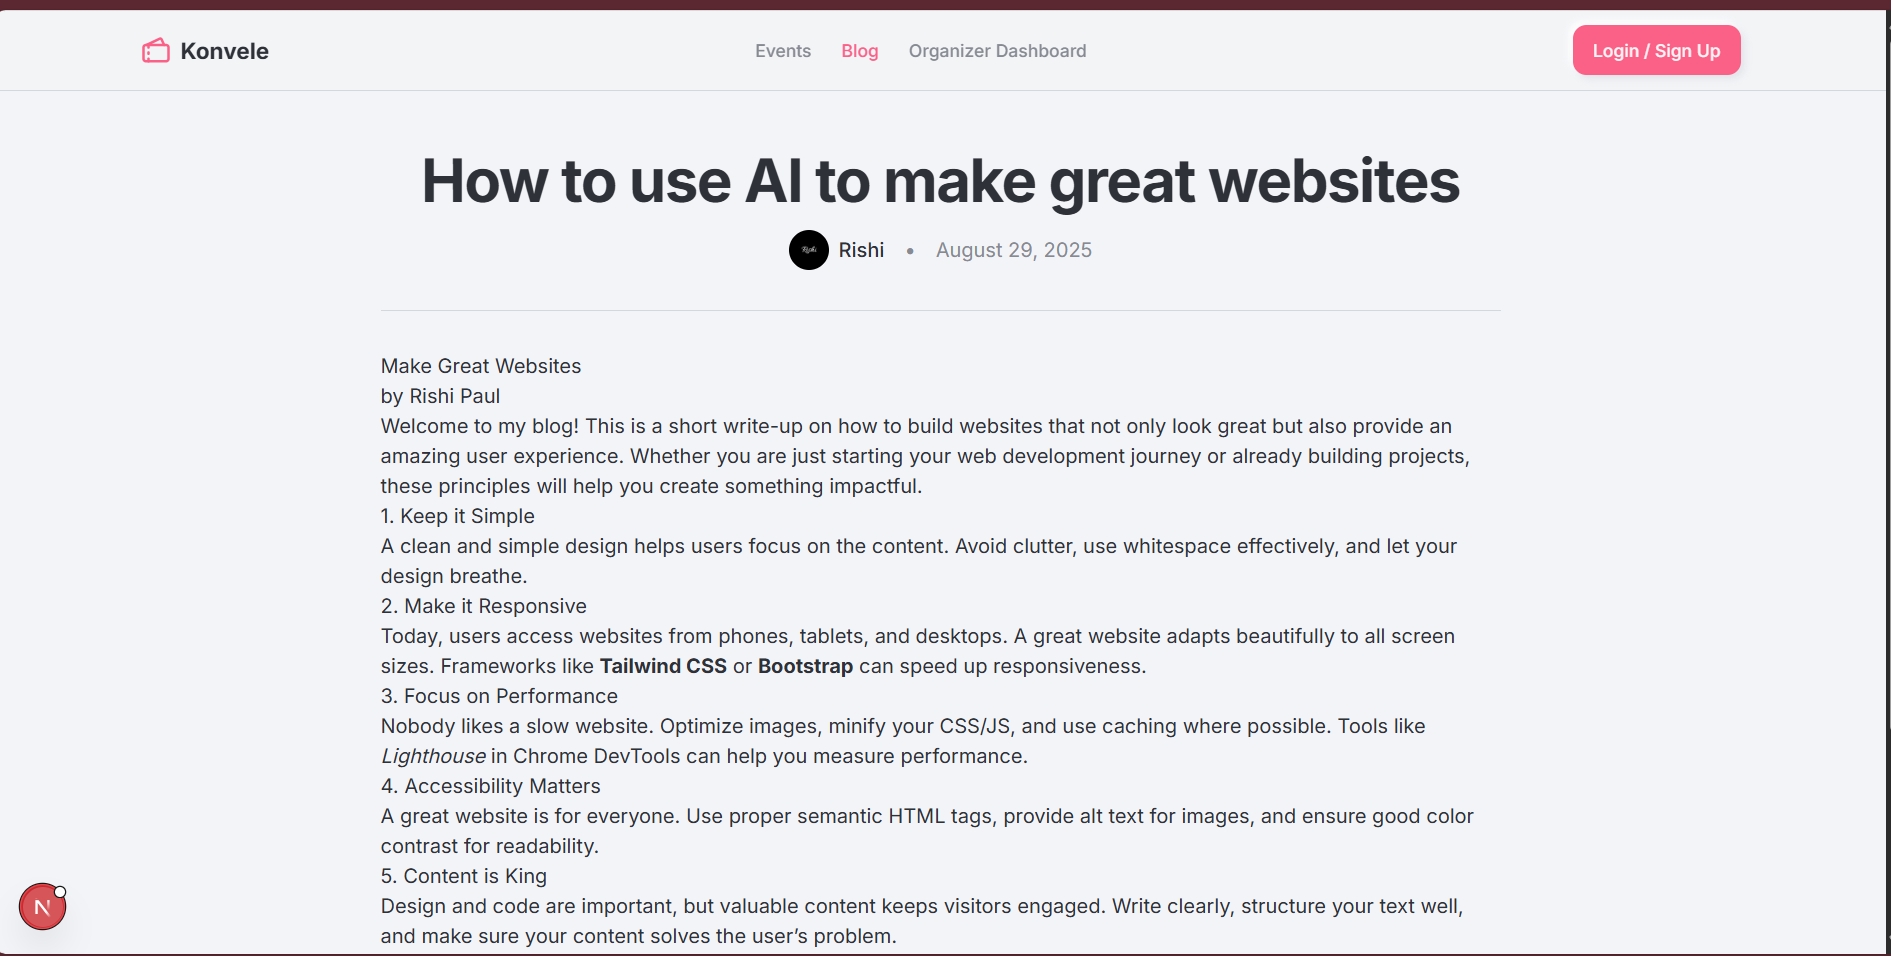 Konvele
Events
Blog
Organizer Dashboard
Login / Sign Up
How to use AI to make great websites
Rishi
Rishi • August 29, 2025
Make Great Websites
by Rishi Paul
Welcome to my blog! This is a short write-up on how to build websites that not only look great but also provide an
amazing user experience. Whether you are just starting your web development journey or already building projects,
these principles will help you create something impactful.
1. Keep it Simple
A clean and simple design helps users focus on the content. Avoid clutter, use whitespace effectively, and let your
design breathe.
2. Make it Responsive
Today, users access websites from phones, tablets, and desktops. A great website adapts beautifully to all screen
sizes. Frameworks like Tailwind CSS or Bootstrap can speed up responsiveness.
3. Focus on Performance
Nobody likes a slow website. Optimize images, minify your CSS/JS, and use caching where possible. Tools like
Lighthouse in Chrome DevTools can help you measure performance.
4. Accessibility Matters
A great website is for everyone. Use proper semantic HTML tags, provide alt text for images, and ensure good color
contrast for readability.
5. Content is King
Design and code are important, but valuable content keeps visitors engaged. Write clearly, structure your text well,
and make sure your content solves the user’s problem.
N